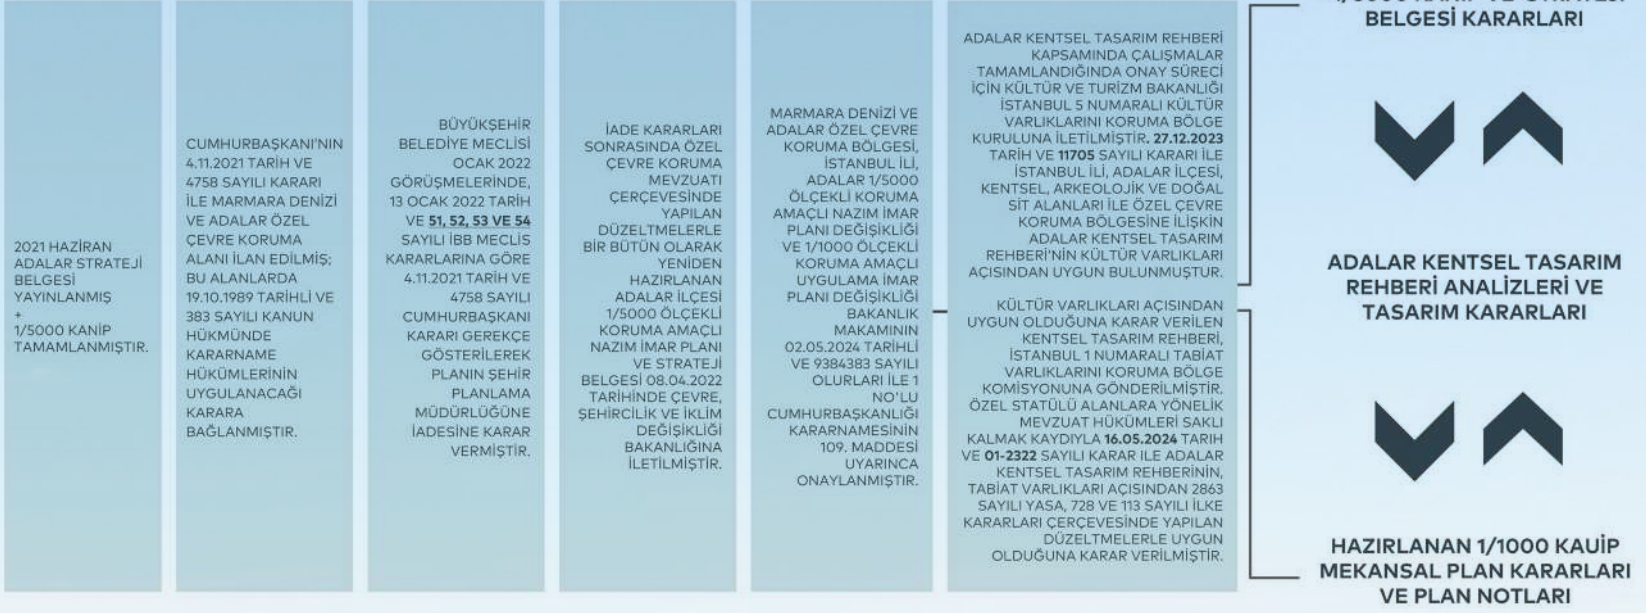 2021 HAZİRAN
ADALAR STRATEJİ
BELGESİ
YAYINLANMIŞ
+
1/5000 KANİP
TAMAMLANMIŞTIR.
CUMHURBAŞKANI'NIN
4.11.2021 TARİH VE
4758 SAYILI KARARI
İLE MARMARA DENİZİ
VE ADALAR ÖZEL
ÇEVRE KORUMA
ALANI İLAN EDİLMİŞ;
BU ALANLARDA
19.10.1989 TARİHLİ VE
383 SAYILI KANUN
HÜKMÜNDE
KARARNAME
HÜKÜMLERİNİN
UYGULANACAĞI
KARARA
BAĞLANMIŞTIR.
BÜYÜKŞEHİR
BELEDİYE MECLİSİ
OCAK 2022
GÖRÜŞMELERİNDE,
13 OCAK 2022 TARİH
VE 51, 52, 53 VE 54
SAYILI İBB MECLİS
KARARLARINA GÖRE
4.11.2021 TARİH VE
4758 SAYILI
CUMHURBAŞKANI
KARARI GEREKÇE
GÖSTERİLEREK
PLANIN ŞEHİR
PLANLAMA
MÜDÜRLÜĞÜNE
İADESİNE KARAR
VERMİŞTİR.
İADE KARARLARI
SONRASINDA ÖZEL
ÇEVRE KORUMA
MEVZUATI
ÇERÇEVESİNDE
YAPILAN
DÜZELTMELERLE
BİR BÜTÜN OLARAK
YENİDEN
HAZIRLANAN
ADALAR İLÇESİ
1/5000 ÖLÇEKLİ
KORUMA AMAÇLI
NAZIM İMAR PLANI
VE STRATEJİ
BELGESİ 08.04.2022
TARİHİNDE ÇEVRE,
ŞEHİRCİLİK VE İKLİM
DEĞİŞİKLİĞİ
BAKANLIĞINA
İLETİLMİŞTİR.
MARMARA DENİZİ VE
ADALAR ÖZEL ÇEVRE
KORUMA BÖLGESİ,
İSTANBUL İLİ,
ADALAR 1/5000
ÖLÇEKLİ KORUMA
AMAÇLI NAZIM İMAR
PLANI DEĞİŞİKLİĞİ
VE 1/1000 ÖLÇEKLİ
KORUMA AMAÇLI
UYGULAMA İMAR
PLANI DEĞİŞİKLİĞİ
BAKANLIK
MAKAMININ
02.05.2024 TARİHLİ
VE 9384383 SAYILI
OLURLARI İLE 1
NO'LU
CUMHURBAŞKANLIĞI
KARARNAMESİNİN
109. MADDESİ
UYARINCA
ONAYLANMIŞTIR.
ADALAR KENTSEL TASARIM REHBERİ
KAPSAMINDA ÇALIŞMALAR
TAMAMLANDIĞINDA ONAY SÜRECİ
İÇİN KÜLTÜR VE TURİZM BAKANLIĞI
İSTANBUL 5 NUMARALI KÜLTÜR
VARLIKLARINI KORUMA BÖLGE
KURULUNA İLETİLMİŞTİR. 27.12.2023
TARİH VE 11705 SAYILI KARARI İLE
İSTANBUL İLİ, ADALAR İLÇESİ,
KENTSEL, ARKEOLOJİK VE DOĞAL
SİT ALANLARI İLE ÖZEL ÇEVRE
KORUMA BÖLGESİNE İLİŞKİN
ADALAR KENTSEL TASARIM
REHBERİ'NİN KÜLTÜR VARLIKLARI
AÇISINDAN UYGUN BULUNMUŞTUR.
KÜLTÜR VARLIKLARI AÇISINDAN
UYGUN OLDUĞUNA KARAR VERİLEN
KENTSEL TASARIM REHBERİ,
İSTANBUL 1 NUMARALI TABİAT
VARLIKLARINI KORUMA BÖLGE
KOMİSYONUNA GÖNDERİLMİŞTİR.
ÖZEL STATÜLÜ ALANLARA YÖNELİK
MEVZUAT HÜKÜMLERİ SAKLI
KALMAK KAYDIYLA 16.05.2024 TARIH
VE 01-2322 SAYILI KARAR ILE ADALAR
KENTSEL TASARIM REHBERİNİN,
TABİAT VARLIKLARI AÇISINDAN 2863
SAYILI YASA, 728 VE 113 SAYILI İLKE
KARARLARI ÇERÇEVESİNDE YAPILAN
DÜZELTMELERLE UYGUN
OLDUĞUNA KARAR VERİLMİŞTİR.
BELGESİ KARARLARI
ADALAR KENTSEL TASARIM
REHBERİ ANALİZLERİ VE
TASARIM KARARLARI
HAZIRLANAN 1/1000 KAUİP
MEKANSAL PLAN KARARLARI
VE PLAN NOTLARI